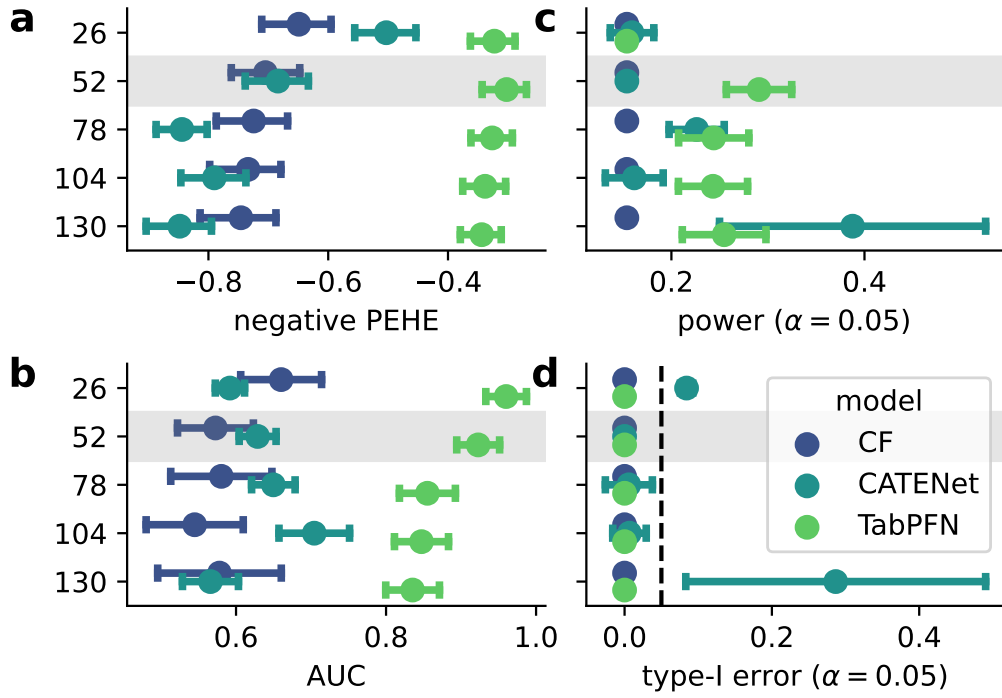 a
26
52
78
104
130
−0.8
−0.6
−0.4
negative PEHE
c
0.2
0.4
power (α = 0.05)
b
26
52
78
104
130
0.6
0.8
1.0
AUC
d
0.0
0.2
0.4
type-I error (α = 0.05)
model
CF
CATENet
TabPFN